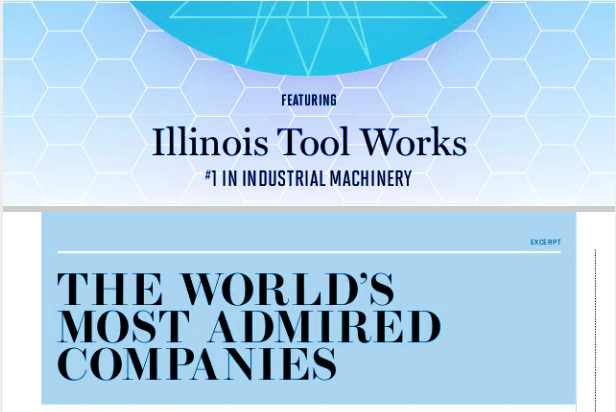 FEATURING
Illinois Tool Works
#1 IN INDUSTRIAL MACHINERY
EXCERPT
THE WORLD'S
MOST ADMIRED
COMPANIES